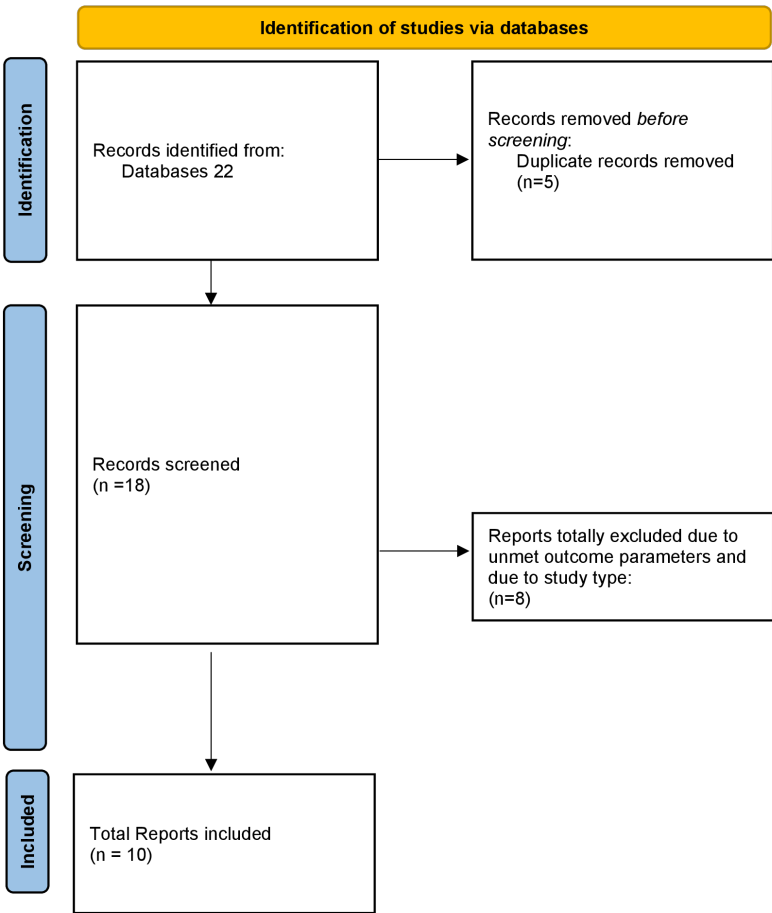 Identification of studies via databases
Identification
Records identified from:
Databases 22
Records removed before
screening:
Duplicate records removed
(n=5)
Screening
Records screened
(n =18)
Reports totally excluded due to
unmet outcome parameters and
due to study type:
(n=8)
Included
Total Reports included
(n = 10)